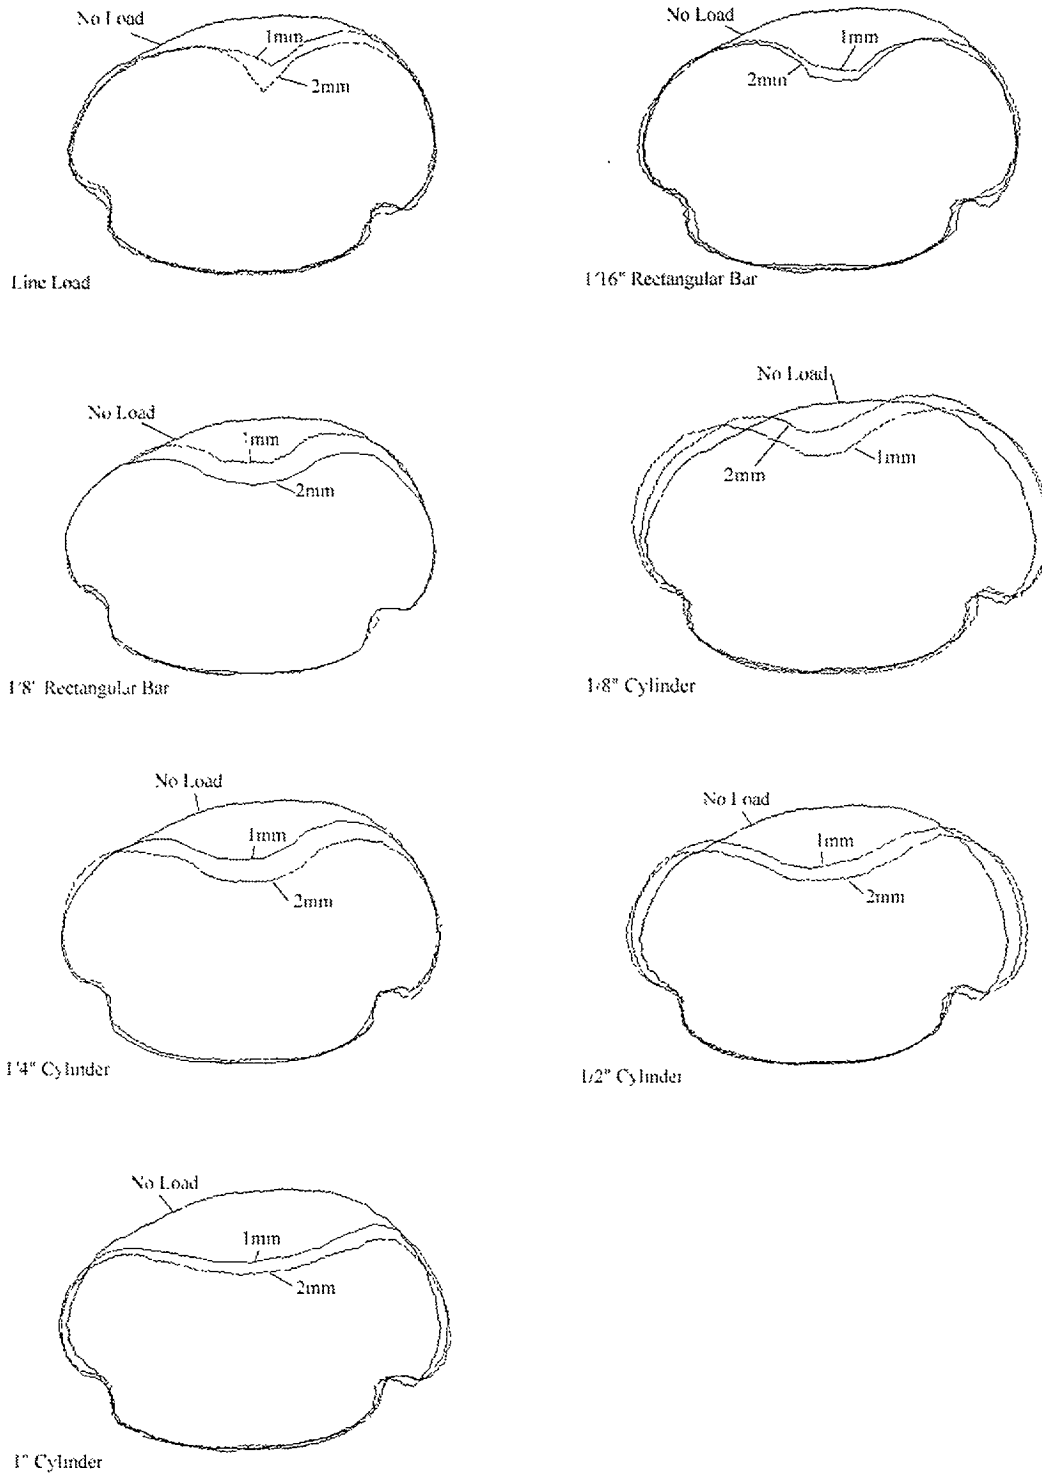 No Load
1mm
2mm
Line Load
No Load
1mm
2mm
1/16" Rectangular Bar
No Load
1mm
2mm
1/8" Rectangular Bar
No Load
2mm
1mm
1/8" Cylinder
No Load
1mm
2mm
1/4" Cylinder
No Load
1mm
2mm
1/2" Cylinder
No Load
1mm
2mm
1" Cylinder